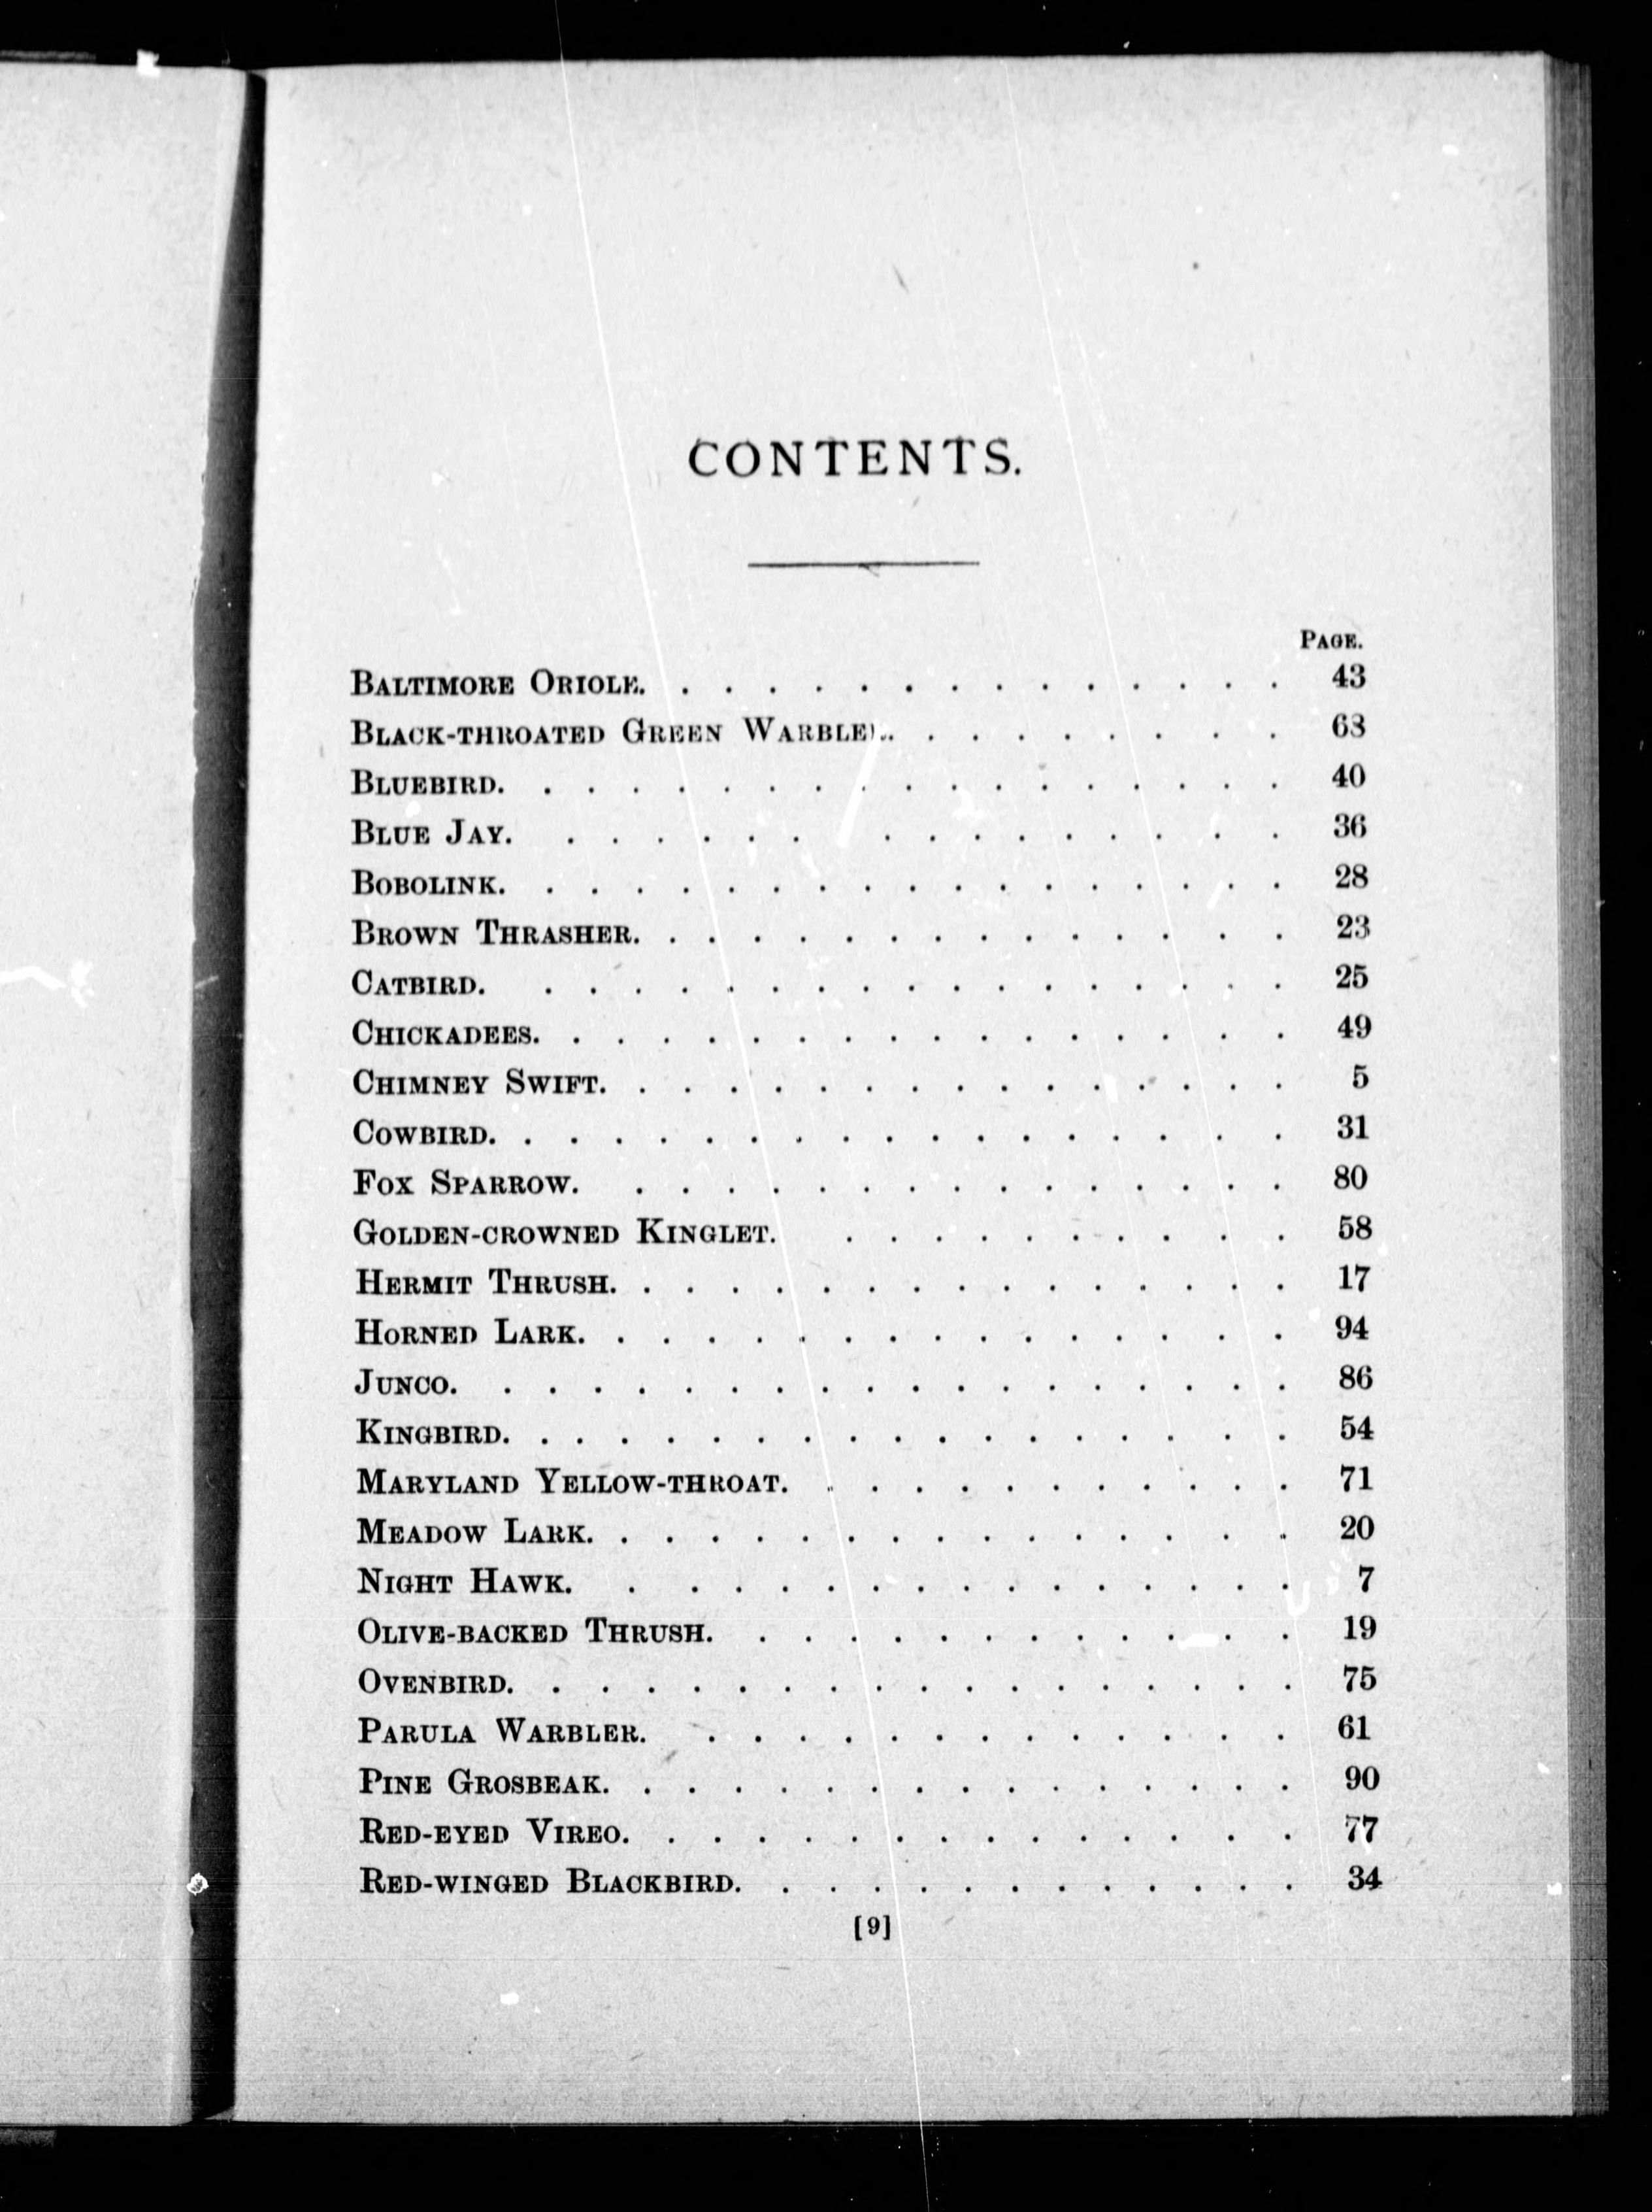 CONTENTS.
PAGE.
BALTIMORE ORIOLE. . . . . . . . . . . . . . . 43
BLACK-THROATED GREEN WARBLER. . . . . . . . . . 63
BLUEBIRD. . . . . . . . . . . . . . . . . . 40
BLUE JAY. . . . . . . . . . . . . . . . 36
BOBOLINK. . . . . . . . . . . . . . . . . . 28
BROWN THRASHER. . . . . . . . . . . . . . . 23
CATBIRD. . . . . . . . . . . . . . . . . . 25
CHICKADEES. . . . . . . . . . . . . . . . . 49
CHIMNEY SWIFT. . . . . . . . . . . . . . . . 5
COWBIRD. . . . . . . . . . . . . . . . . . 31
FOX SPARROW. . . . . . . . . . . . . . . . 80
GOLDEN-CROWNED KINGLET. . . . . . . . . . . 58
HERMIT THRUSH. . . . . . . . . . . . . . . . 17
HORNED LARK. . . . . . . . . . . . . . . . . 94
JUNCO. . . . . . . . . . . . . . . . . . . 86
KINGBIRD. . . . . . . . . . . . . . . . . . 54
MARYLAND YELLOW-THROAT. . . . . . . . . . . . 71
MEADOW LARK. . . . . . . . . . . . . . . . . 20
NIGHT HAWK. . . . . . . . . . . . . . . . 7
OLIVE-BACKED THRUSH. . . . . . . . . . . . . 19
OVENBIRD. . . . . . . . . . . . . . . . . . 75
PARULA WARBLER. . . . . . . . . . . . . . 61
PINE GROSBEAK. . . . . . . . . . . . . . . . 90
RED-EYED VIREO. . . . . . . . . . . . . . . . 77
RED-WINGED BLACKBIRD. . . . . . . . . . . . . 34
[9]